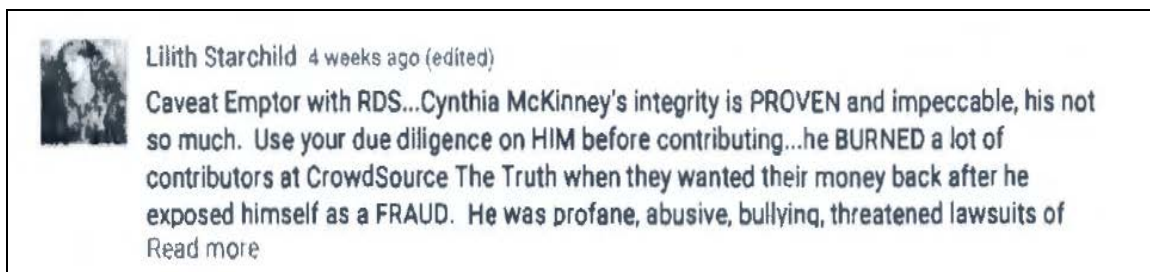 Lilith Starchild 4 weeks ago (edited)
Caveat Emptor with RDS...Cynthia McKinney's integrity is PROVEN and impeccable, his not
so much. Use your due diligence on HIM before contributing...he BURNED a lot of
contributors at CrowdSource The Truth when they wanted their money back after he
exposed himself as a FRAUD. He was profane, abusive, bullying, threatened lawsuits of
Read more